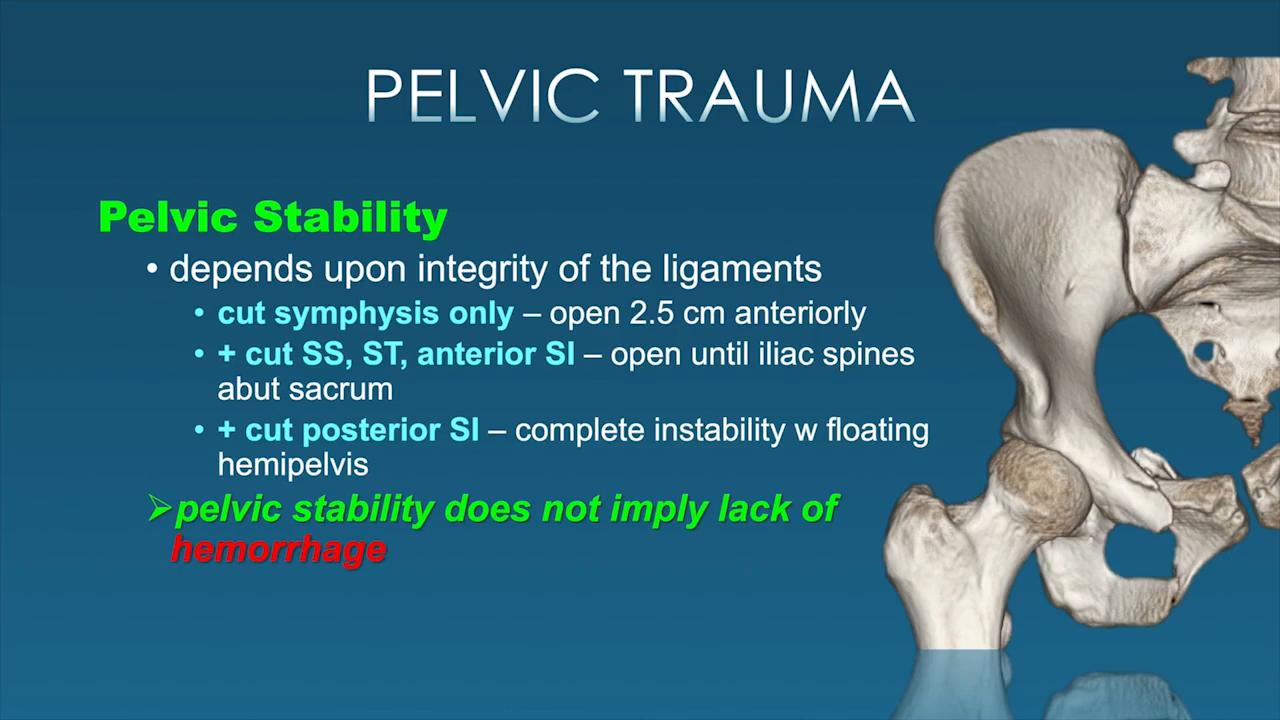 PELVIC TRAUMA
Pelvic Stability
• depends upon integrity of the ligaments
• cut symphysis only – open 2.5 cm anteriorly
• + cut SS, ST, anterior SI – open until iliac spines
abut sacrum
• + cut posterior SI – complete instability w floating
hemipelvis
➢pelvic stability does not imply lack of
hemorrhage